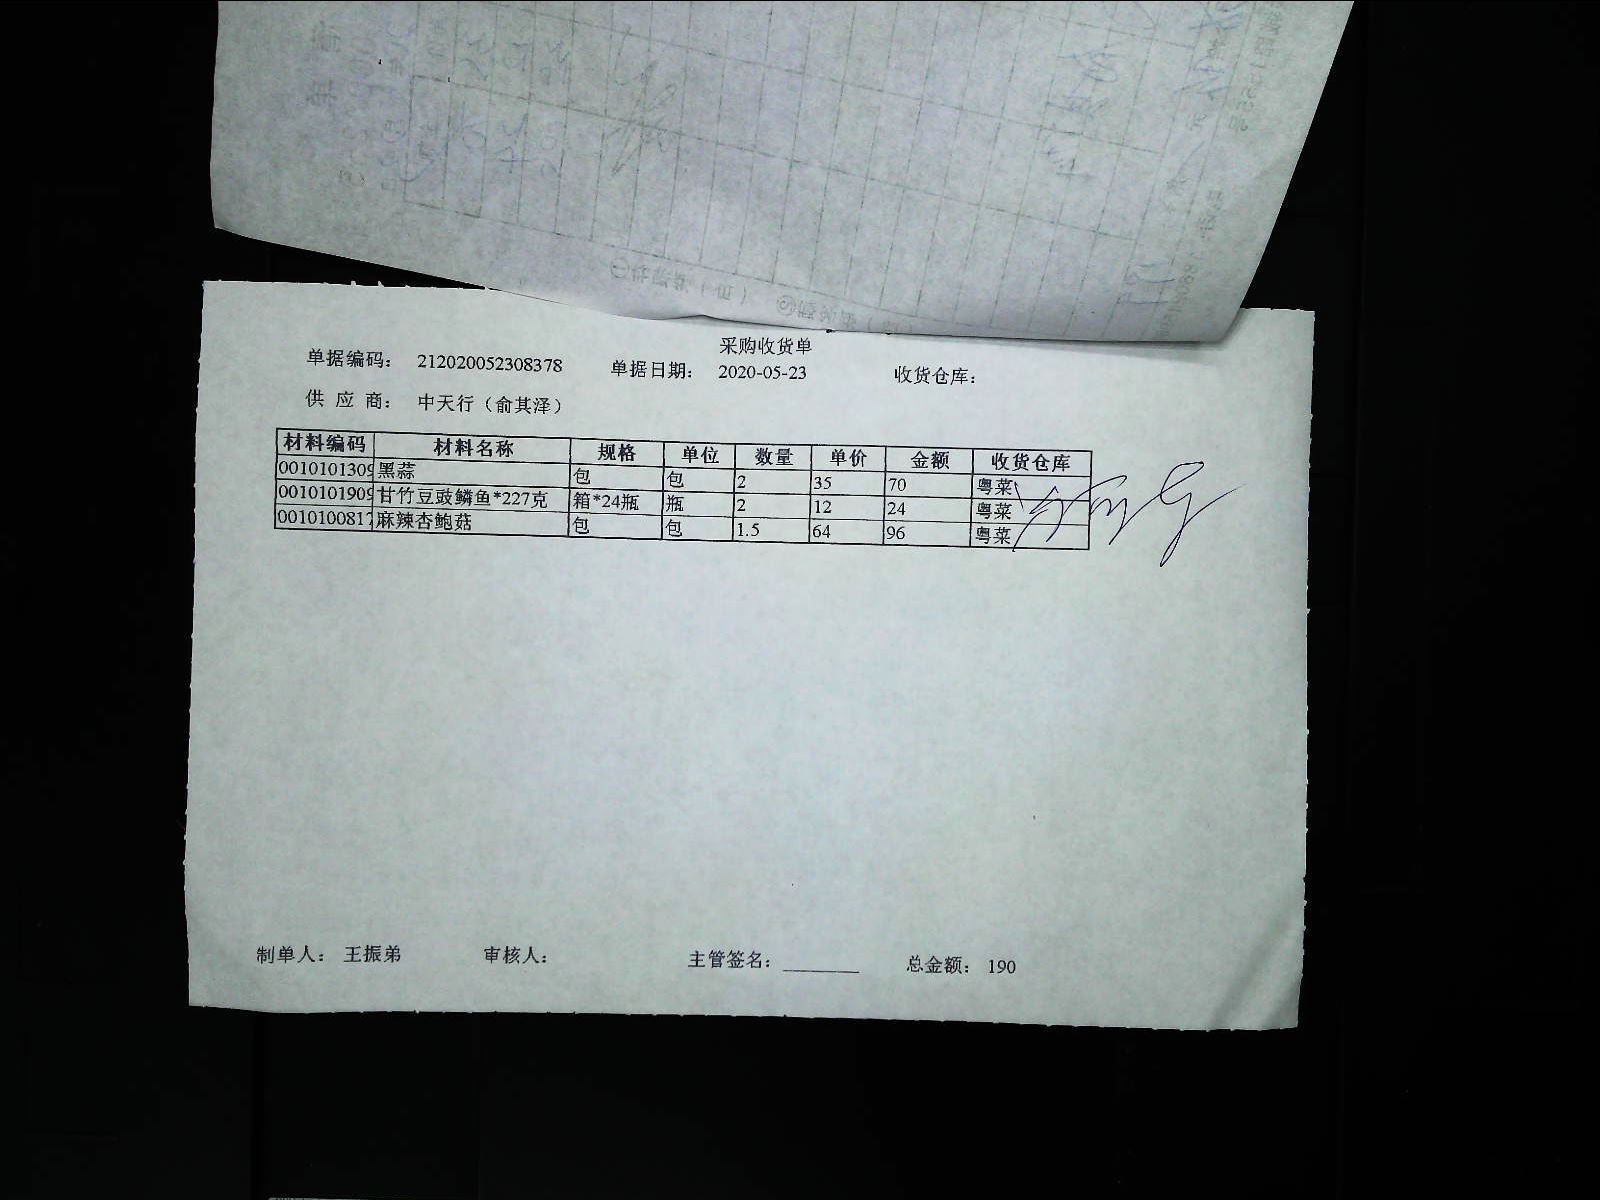 采购收货单
单据编码： 212020052308378 单据日期： 2020-05-23 收货仓库：
供 应 商： 中天行（俞其泽）
材料编码 材料名称 规格 单位 数量 单价 金额 收货仓库
0010101309 黑蒜 包 包 2 35 70 粤菜
0010101909 甘竹豆豉鳞鱼*227克 箱*24瓶 瓶 2 12 24 粤菜
0010100817 麻辣杏鲍菇 包 包 1.5 64 96 粤菜
制单人： 王振弟 审核人： 主管签名： 总金额： 190